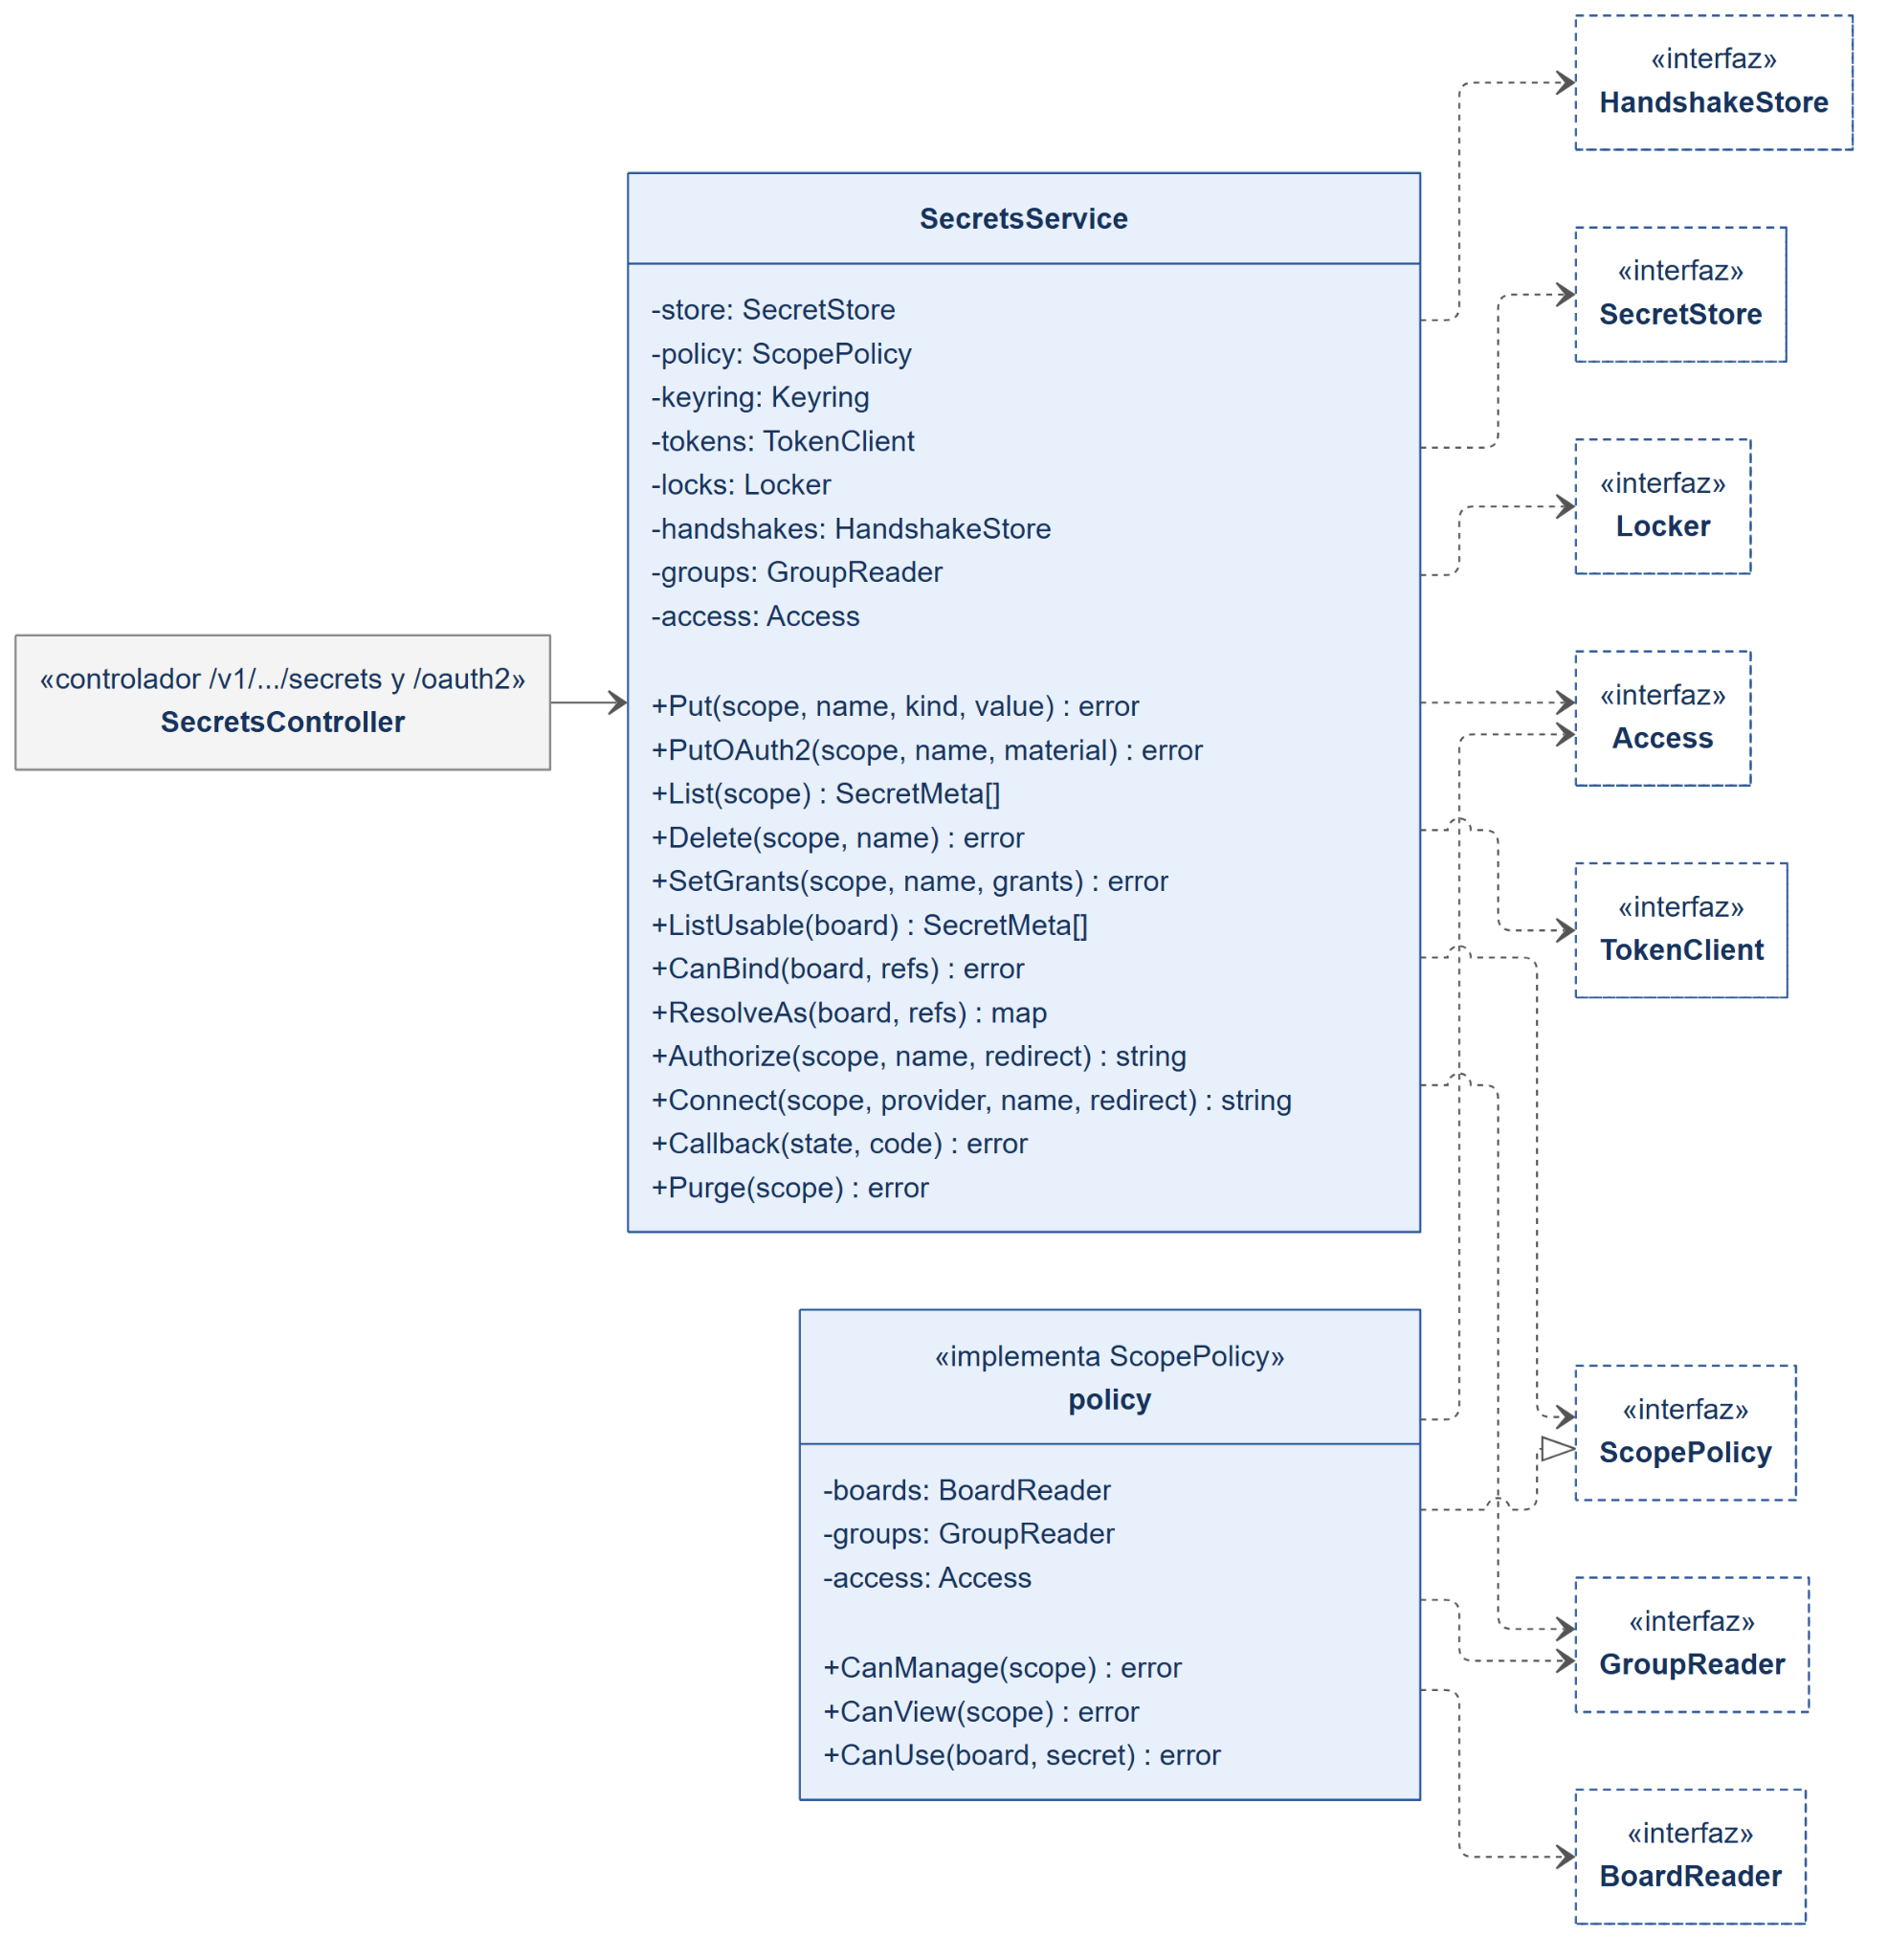 «controlador /v1/.../secrets y /oauth2»
SecretsController
SecretsService
-store: SecretStore
-policy: ScopePolicy
-keyring: Keyring
-tokens: TokenClient
-locks: Locker
-handshakes: HandshakeStore
-groups: GroupReader
-access: Access
+Put(scope, name, kind, value) : error
+PutOAuth2(scope, name, material) : error
+List(scope) : SecretMeta[]
+Delete(scope, name) : error
+SetGrants(scope, name, grants) : error
+ListUsable(board) : SecretMeta[]
+CanBind(board, refs) : error
+ResolveAs(board, refs) : map
+Authorize(scope, name, redirect) : string
+Connect(scope, provider, name, redirect) : string
+Callback(state, code) : error
+Purge(scope) : error
«implementa ScopePolicy»
policy
-boards: BoardReader
-groups: GroupReader
-access: Access
+CanManage(scope) : error
+CanView(scope) : error
+CanUse(board, secret) : error
«interfaz»
HandshakeStore
«interfaz»
SecretStore
«interfaz»
Locker
«interfaz»
Access
«interfaz»
TokenClient
«interfaz»
ScopePolicy
«interfaz»
GroupReader
«interfaz»
BoardReader